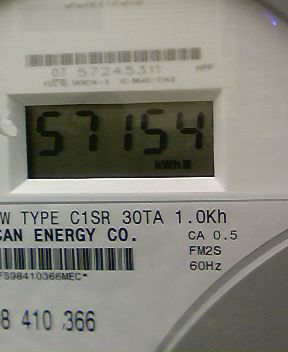 07 57245311
57154
kWh
W TYPE C1SR 30TA 1.0Kh
CAN ENERGY CO.
CA 0.5
FM2S
60Hz
FS98410366MEC*
8 410 366